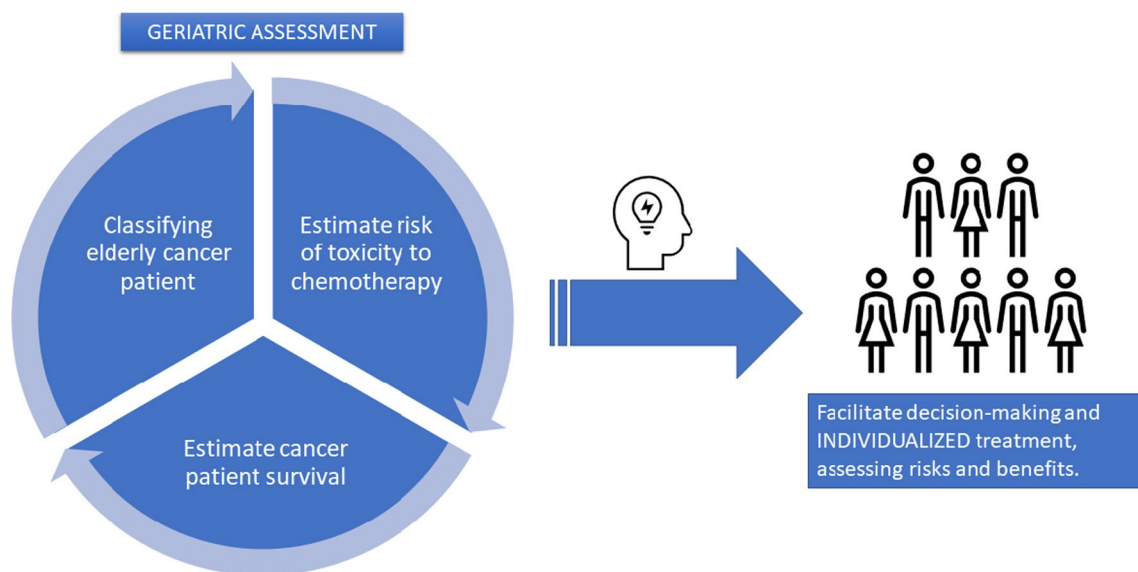 GERIATRIC ASSESSMENT
Classifying
elderly cancer
patient
Estimate risk
of toxicity to
chemotherapy
Estimate cancer
patient survival
Facilitate decision-making and
INDIVIDUALIZED treatment,
assessing risks and benefits.